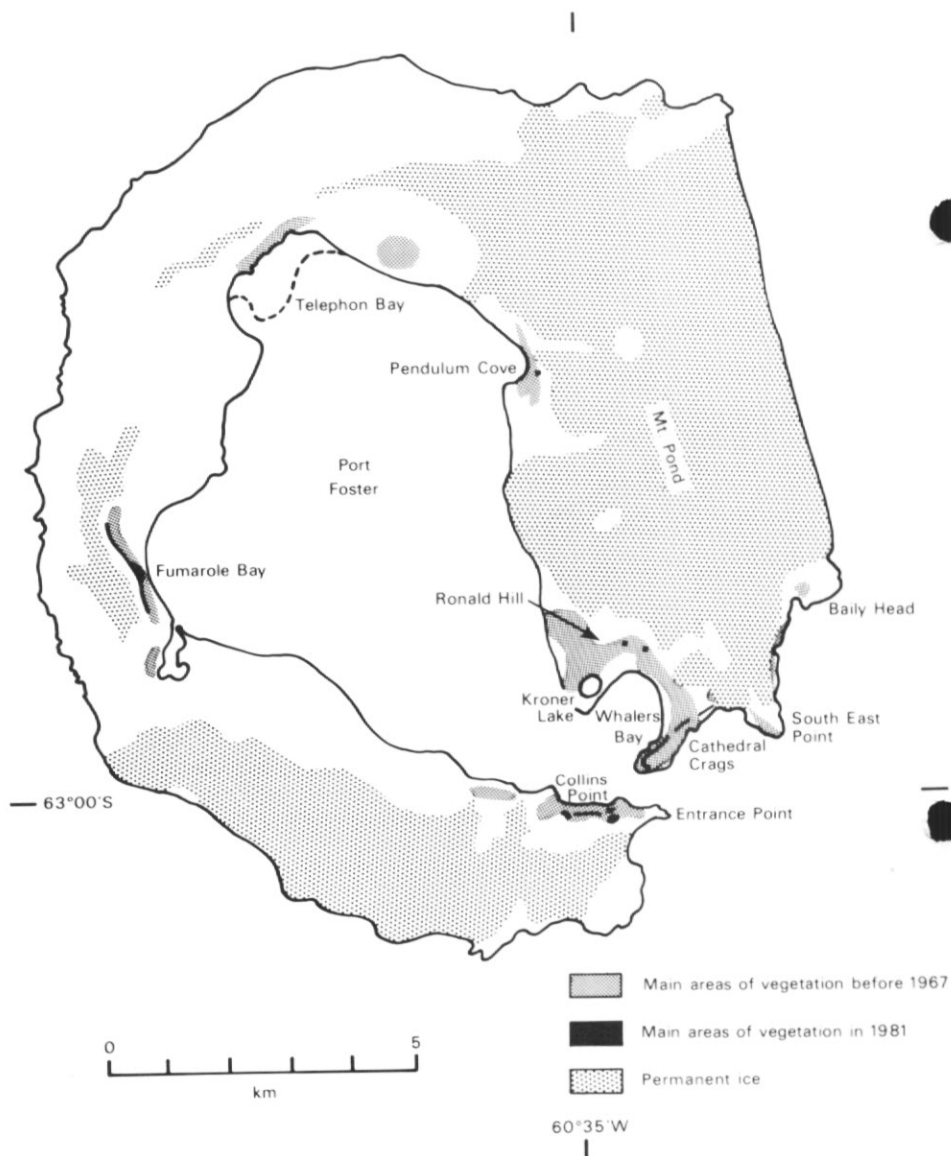 Telephon Bay
Pendulum Cove
Mt. Pond
Port
Foster
Fumarole Bay
Ronald Hill
Baily Head
Kroner
Lake
Whalers
Bay
South East
Point
Cathedral
Crags
Collins
Point
63°00'S
Entrance Point
Main areas of vegetation before 1967
Main areas of vegetation in 1981
Permanent ice
0 5
km
60°35'W